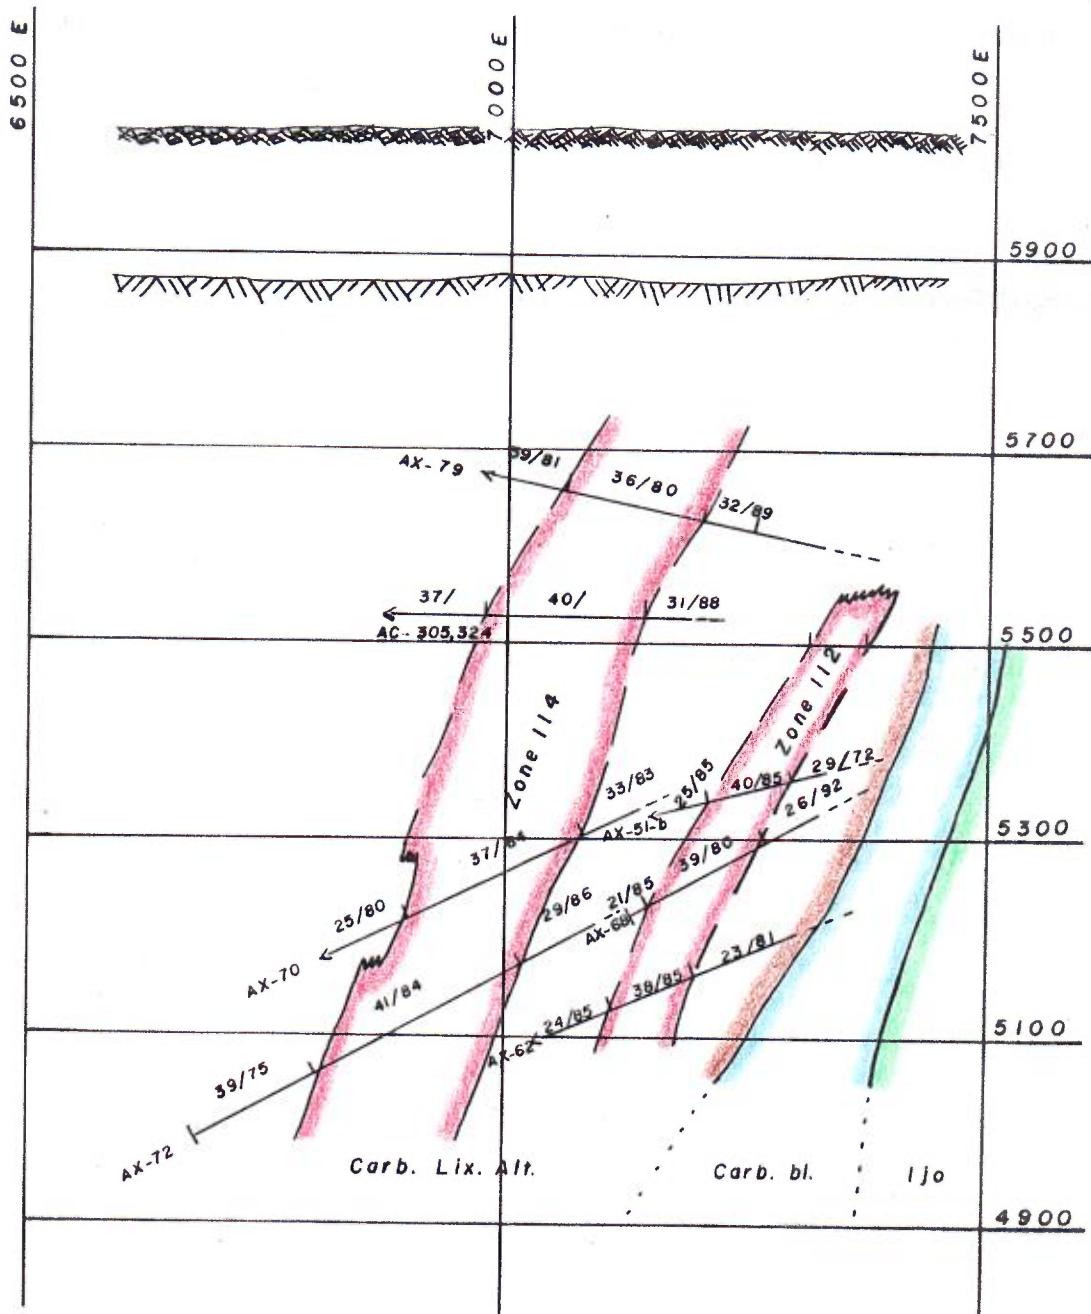 6500 E
7000 E
7500 E
5900
5700
AX-79
39/81
36/80
32/89
37/
40/
31/88
AC-305,324
5500
Zone 114
Zone 112
33/83
25/85
40/85
29/72
AX-51-b
26/92
5300
37/84
39/80
25/80
29/86
21/85
AX-68
AX-70
41/84
23/81
38/85
24/85
AX-62
5100
39/75
AX-72
Carb. Lix. Alt.
Carb. bl.
Ijo
4900